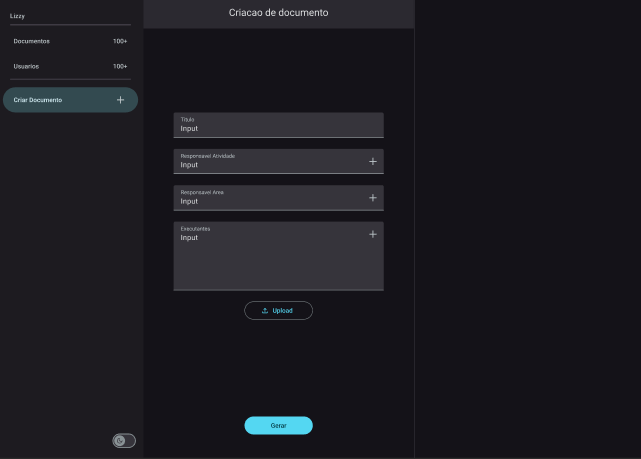 Lizzy
Documentos 100+
Usuarios 100+
Criar Documento
Criacao de documento
Título
Input
Responsavel Atividade
Input
Responsavel Area
Input
Executantes
Input
Upload
Gerar